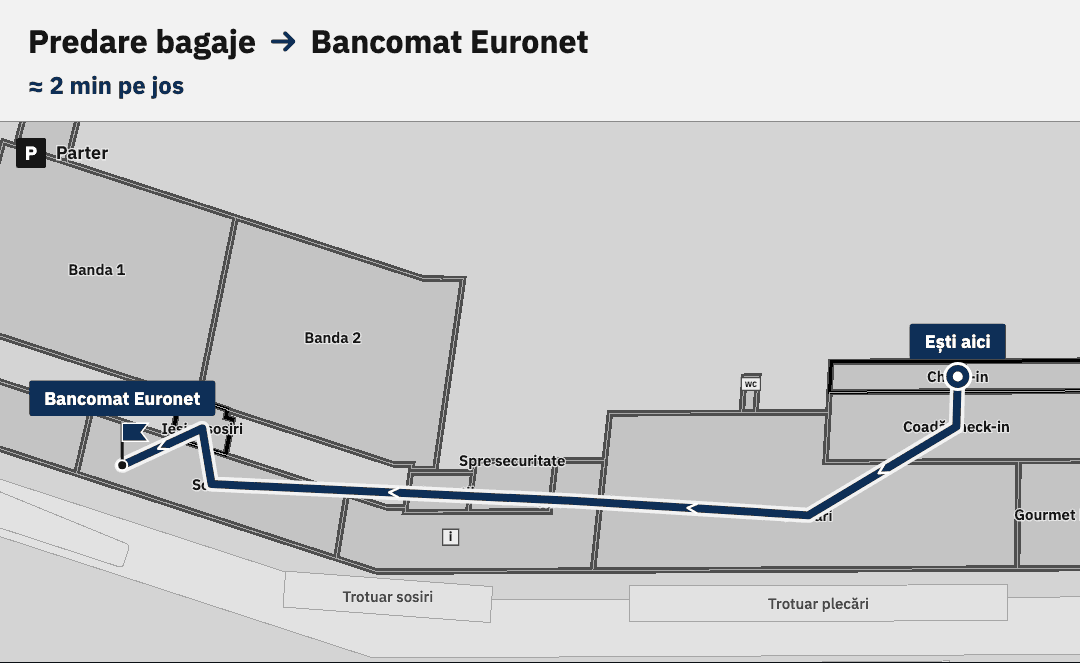 Predare bagaje → Bancomat Euronet
≈ 2 min pe jos
P Parter
Banda 1
Banda 2
Ești aici
WC
Bancomat Euronet
Spre securitate
i
Gourmet
Trotuar sosiri
Trotuar plecări